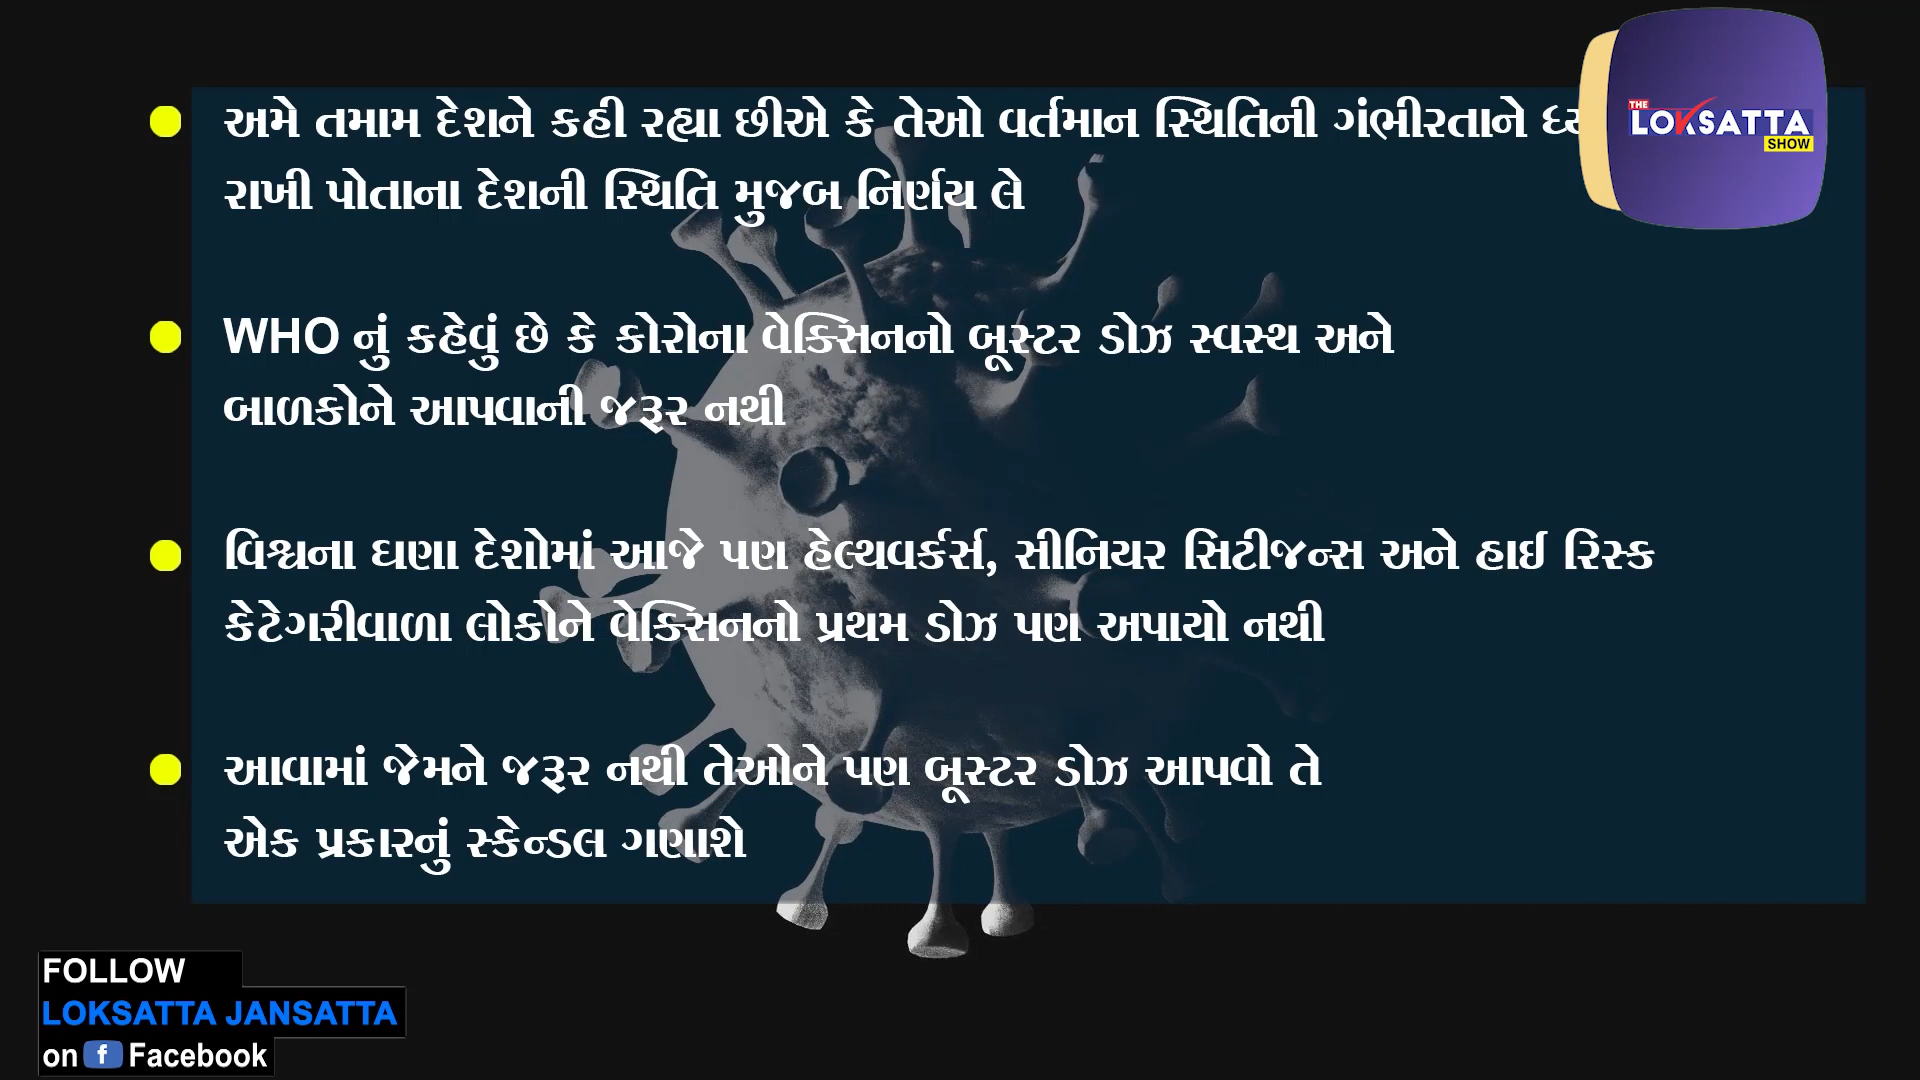 અમે તમામ દેશને કહી રહ્યા છીએ કે તેઓ વર્તમાન સ્થિતિની ગંભીરતાને
રાખી પોતાના દેશની સ્થિતિ મુજબ નિર્ણય લે
WHO નું કહેવું છે કે કોરોના વેક્સિનનો બૂસ્ટર ડોઝ સ્વસ્થ અને
બાળકોને આપવાની જરૂર નથી
વિશ્વના ઘણા દેશોમાં આજે પણ હેલ્થવર્કર્સ, સીનિયર સિટીજન્સ અને હાઈ રિસ્ક
કેટેગરીવાળા લોકોને વેક્સિનનો પ્રથમ ડોઝ પણ અપાયો નથી
આવામાં જેમને જરૂર નથી તેઓને પણ બૂસ્ટર ડોઝ આપવો તે
એક પ્રકારનું સ્કેન્ડલ ગણાશે
THE
LOKSATTA
SHOW
FOLLOW
LOKSATTA JANSATTA
on f Facebook